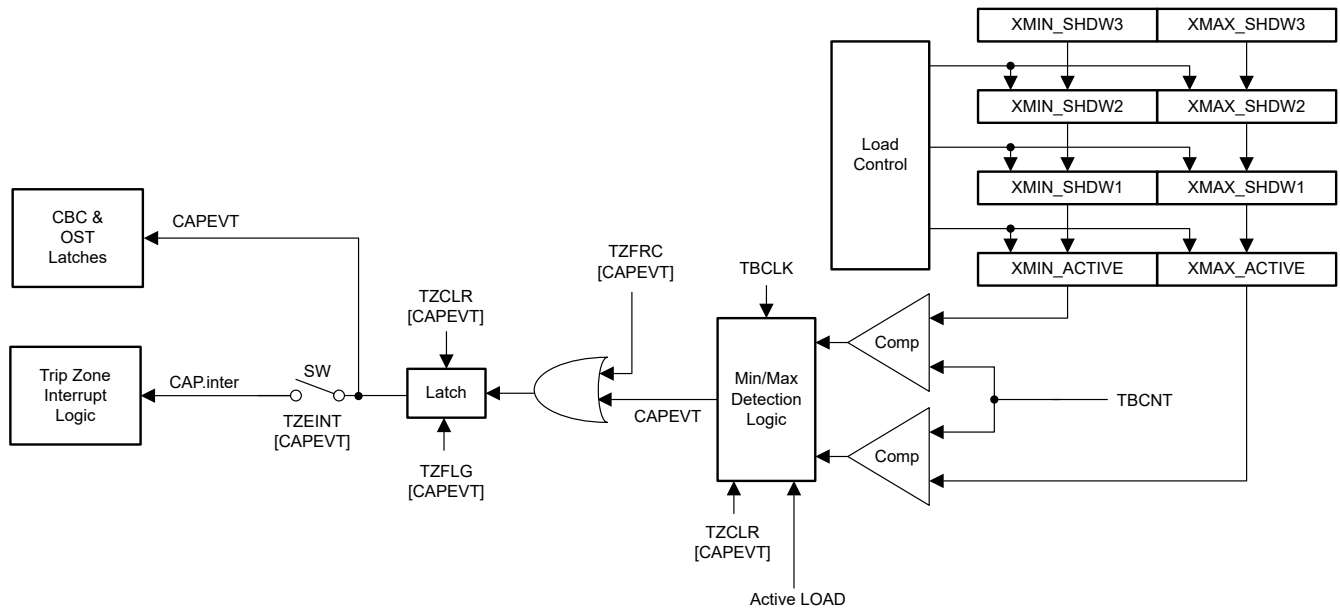 XMIN_SHDW3
XMAX_SHDW3
XMIN_SHDW2
XMAX_SHDW2
Load
Control
XMIN_SHDW1
XMAX_SHDW1
CBC &
OST
Latches
CAPEVT
TZFRC
[CAPEVT]
TBCLK
XMIN_ACTIVE
XMAX_ACTIVE
TZCLR
[CAPEVT]
Comp
Trip Zone
Interrupt
Logic
CAP.inter
SW
TZEINT
[CAPEVT]
Latch
CAPEVT
Min/Max
Detection
Logic
TBCNT
Comp
TZFLG
[CAPEVT]
TZCLR
[CAPEVT]
Active LOAD